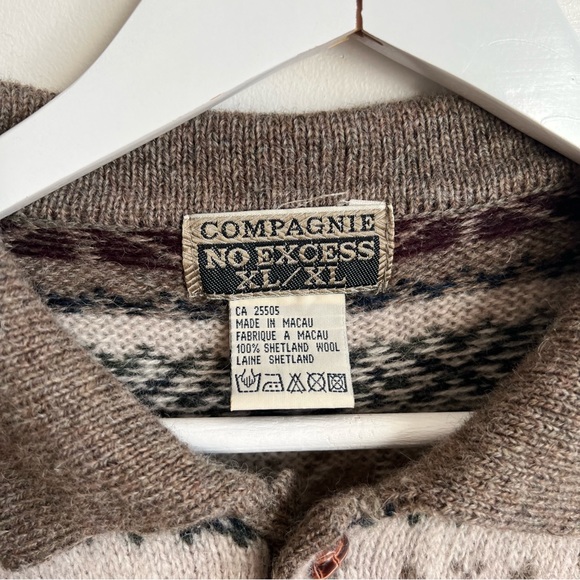 COMPAGNIE
NO EXCESS
XL/XL
CA 25505
MADE IN MACAU
FABRIQUE A MACAU
100% SHETLAND WOOL
LAINE SHETLAND